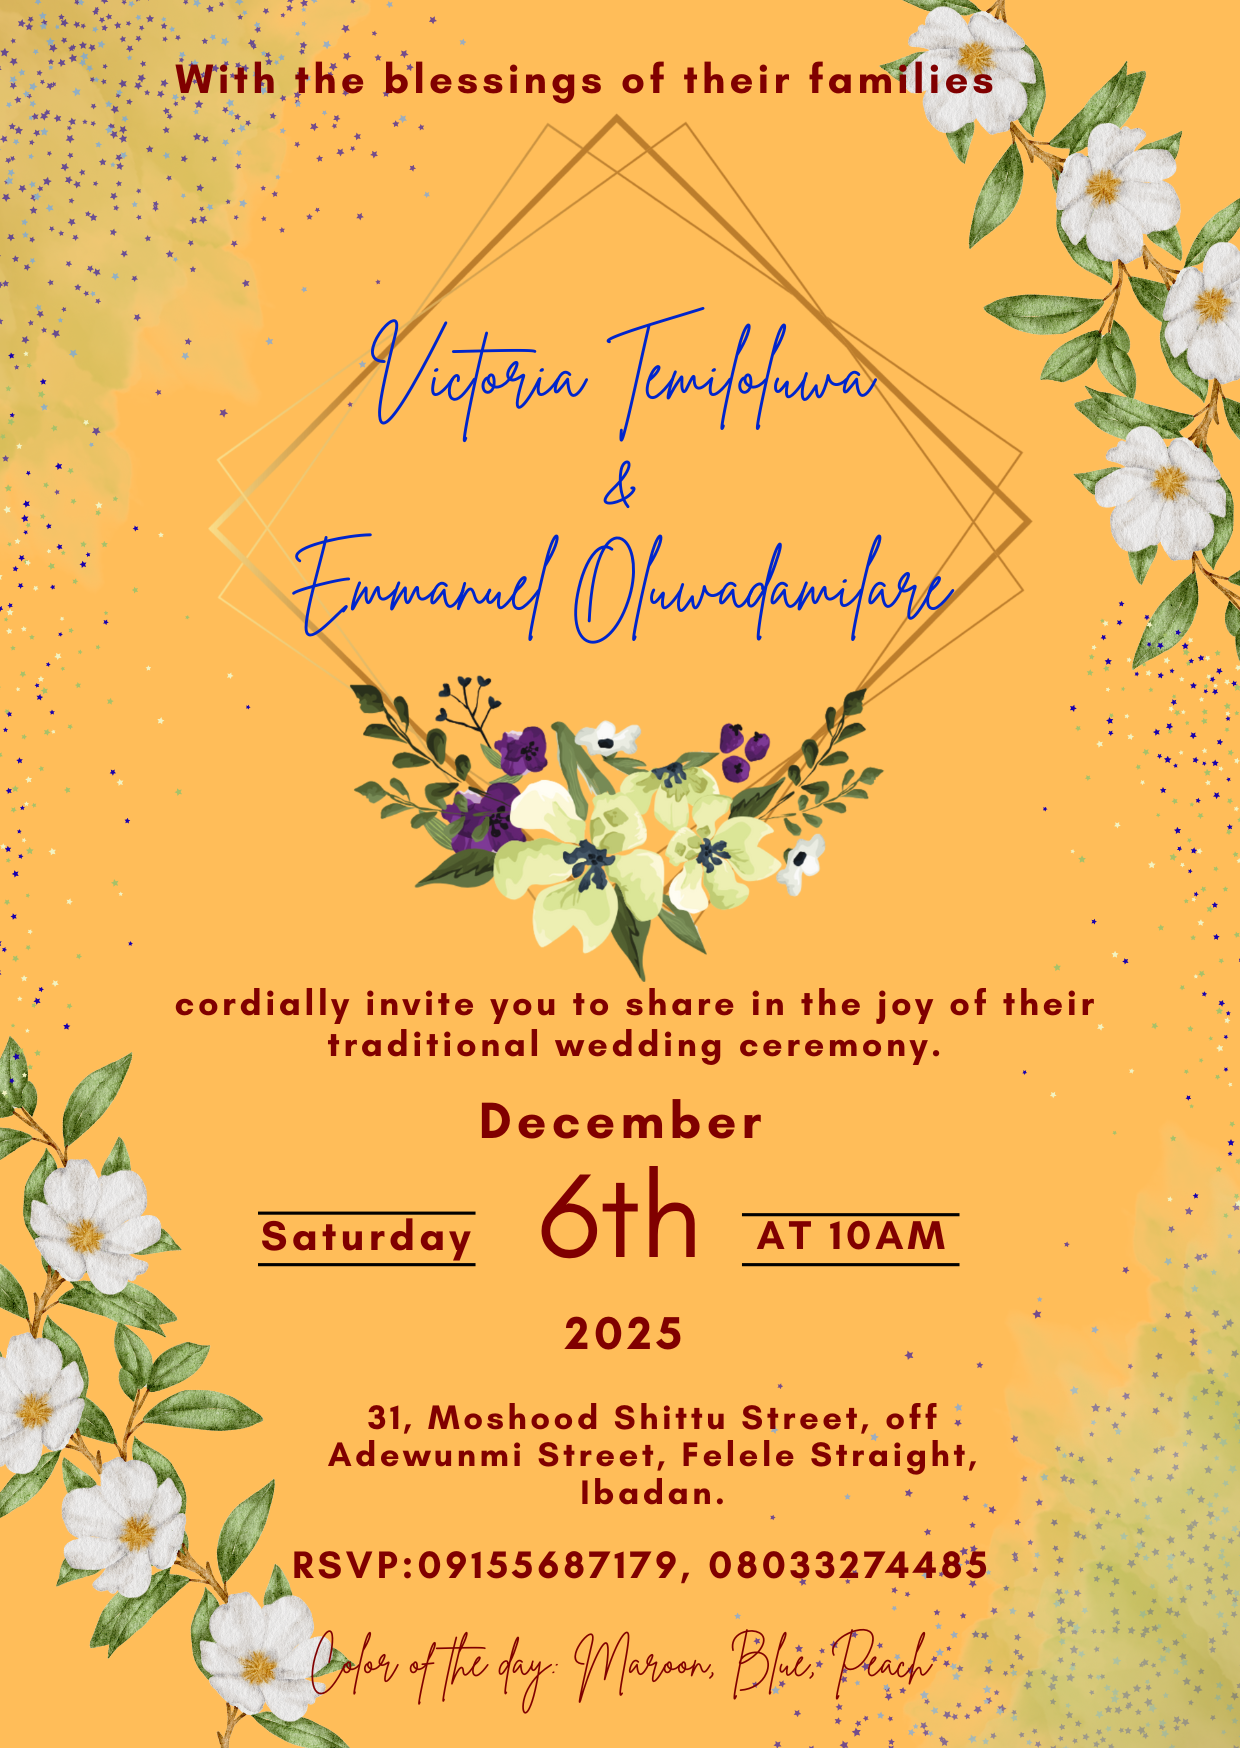 With the blessings of their families
Victoria Temiloluwa
&
Emmanuel Oluwadamilare
cordially invite you to share in the joy of their
traditional wedding ceremony.
December
Saturday
6th
AT 10AM
2025
31, Moshood Shittu Street, off
Adewunmi Street, Felele Straight,
Ibadan.
RSVP:09155687179, 08033274485
Color of the day: Maroon, Blue, Peach